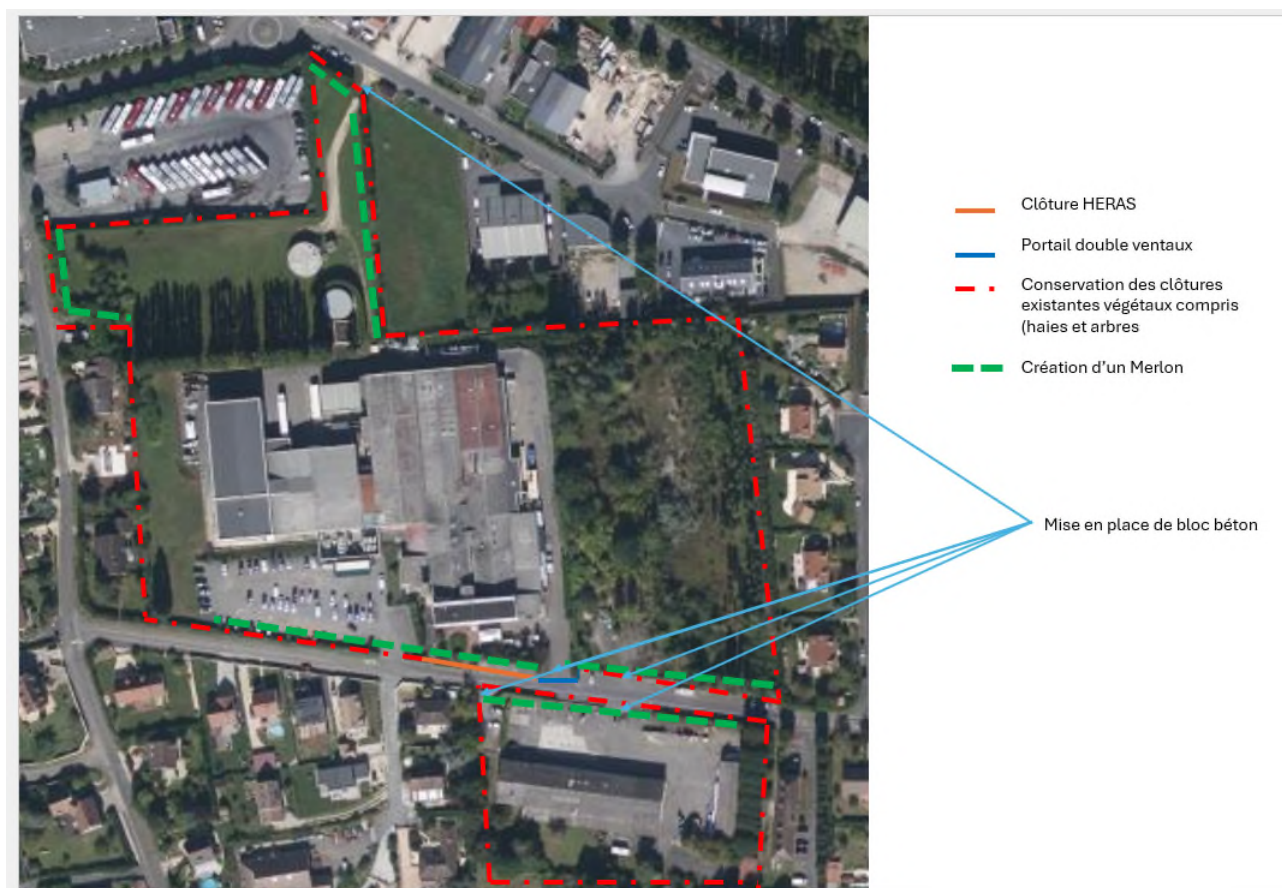 Clôture HERAS
Portail double ventaux
Conservation des clôtures
existantes végétaux compris
(haies et arbres
Création d'un Merlon
Mise en place de bloc béton